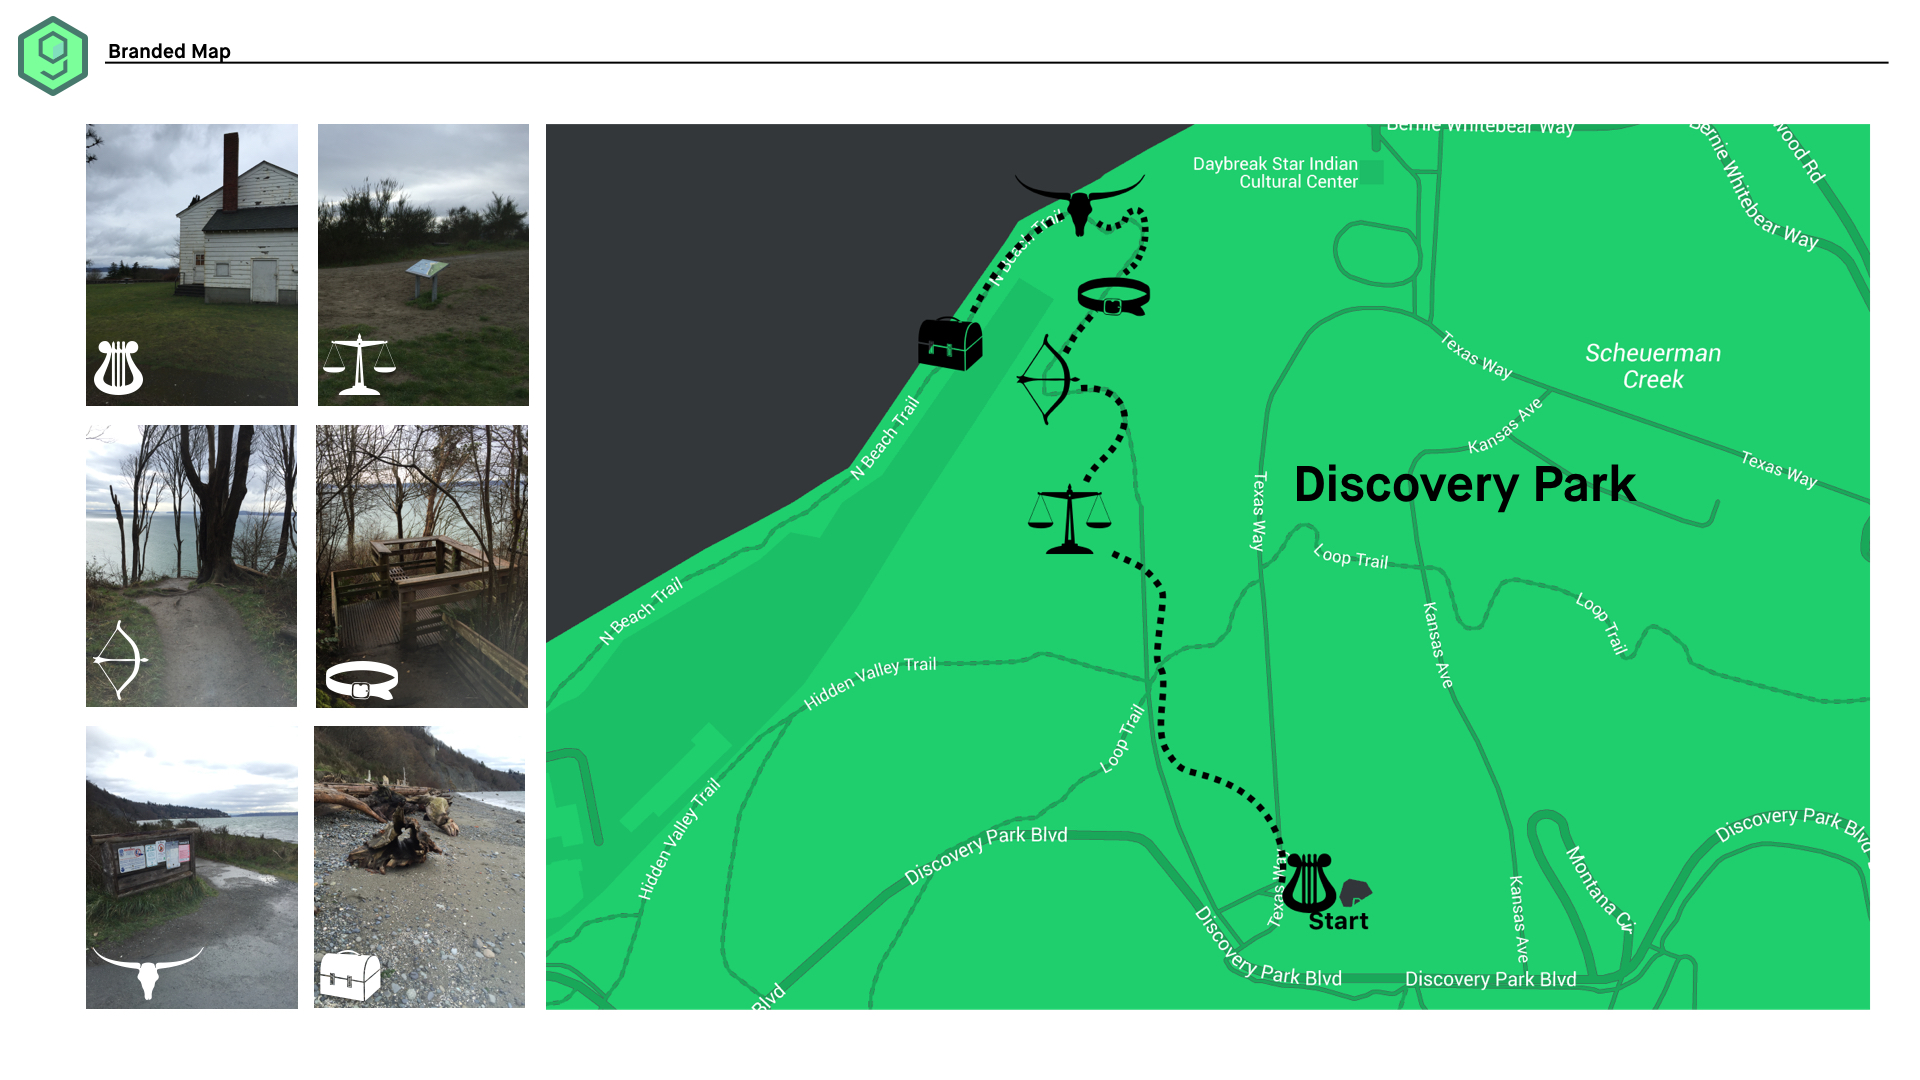 Branded Map
Bernie Whitebear Way
Bernie Whitebear Way
wood Rd
Daybreak Star Indian
Cultural Center
N Beach Trail
Texas Way
Scheuerman
Creek
Kansas Ave
N Beach Trail
Texas Way
Discovery Park
Texas Way
Loop Trail
N Beach Trail
Loop Trail
Kansas Ave
Hidden Valley Trail
Loop Trail
Hidden Valley Trail
Discovery Park Blvd
Discovery Park Blvd
Montana Cir
Texas Way
Kansas Ave
Start
Discovery Park Blvd
Discovery Park Blvd
Blvd